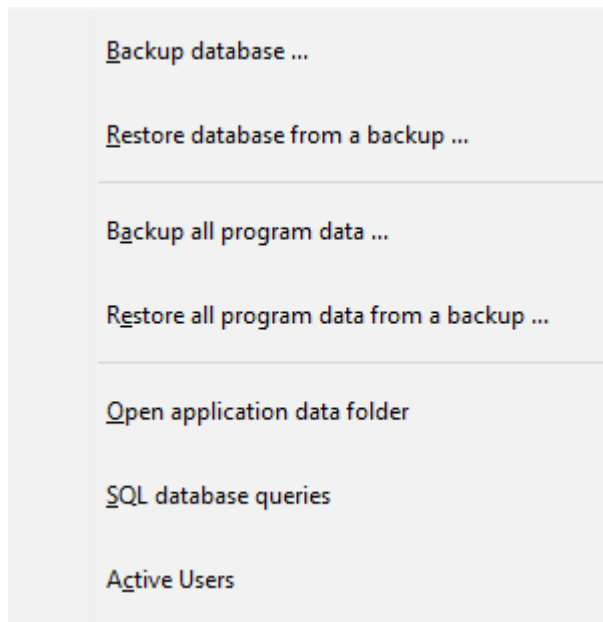 Backup database ...
Restore database from a backup ...
Backup all program data ...
Restore all program data from a backup ...
Open application data folder
SQL database queries
Active Users